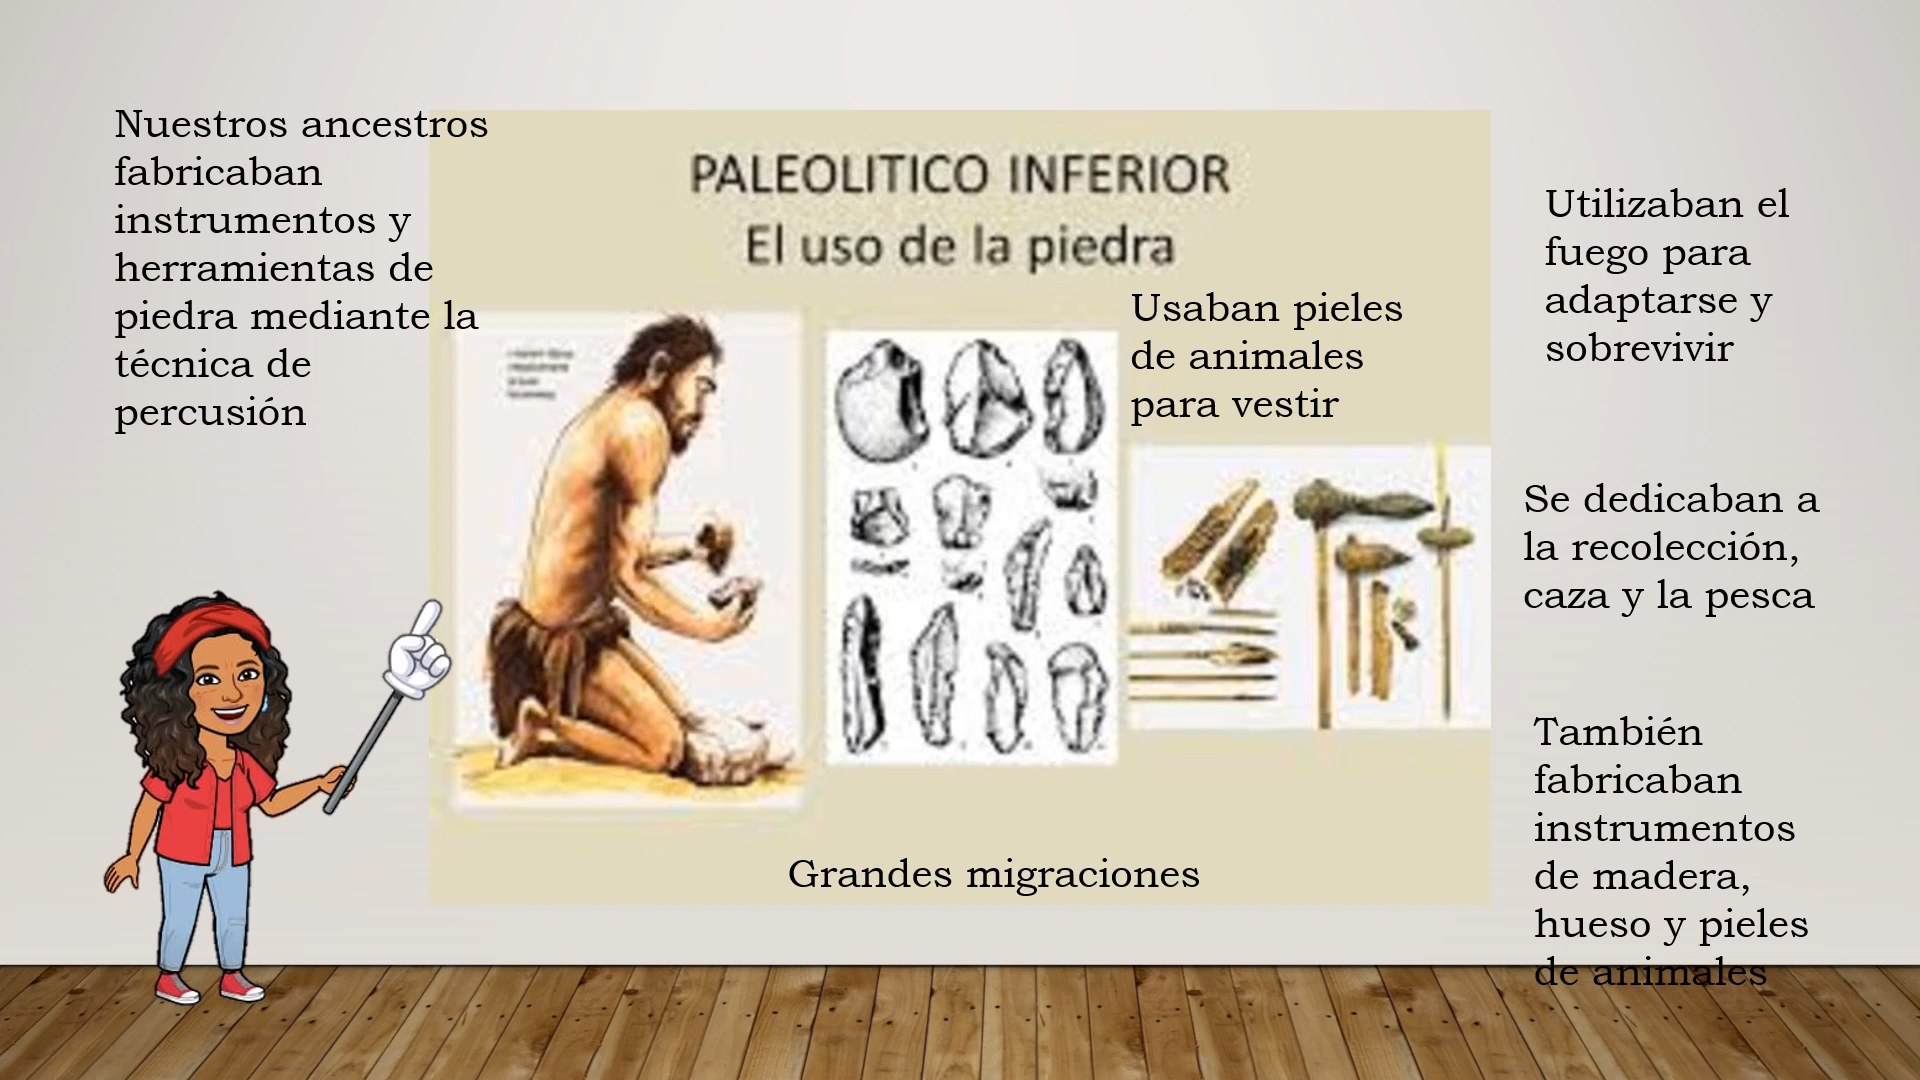 Nuestros ancestros
fabricaban
instrumentos y
herramientas de
piedra mediante la
técnica de
percusión
PALEOLITICO INFERIOR
El uso de la piedra
Usaban pieles
de animales
para vestir
Grandes migraciones
Utilizaban el
fuego para
adaptarse y
sobrevivir
Se dedicaban a
la recolección,
caza y la pesca
También
fabricaban
instrumentos
de madera,
hueso y pieles
de animales